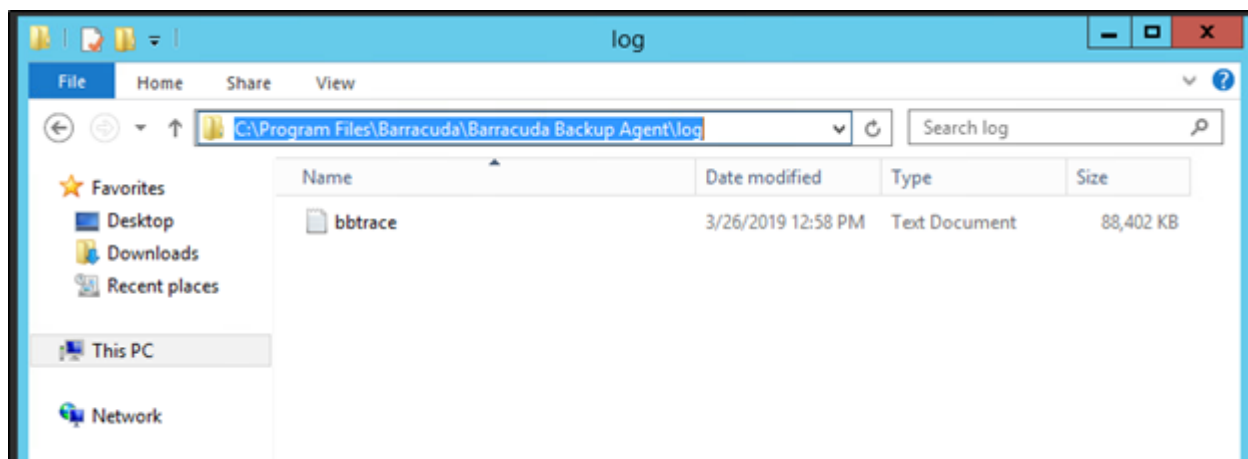 log
File Home Share View
C:\Program Files\Barracuda\Barracuda Backup Agent\log
Search log
Name Date modified Type Size
Favorites
Desktop
Downloads
Recent places
This PC
Network
bbtrace 3/26/2019 12:58 PM Text Document 88,402 KB